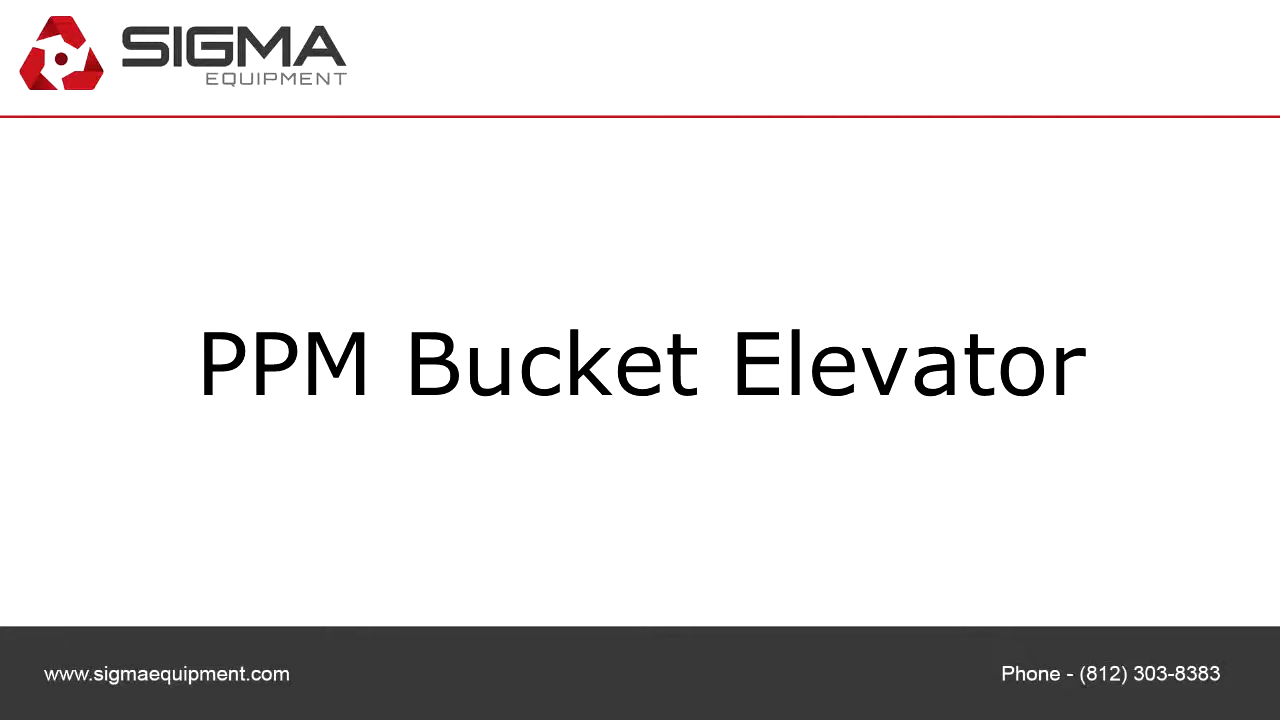 SIGMA
EQUIPMENT
PPM Bucket Elevator
www.sigmaequipment.com
Phone - (812) 303-8383